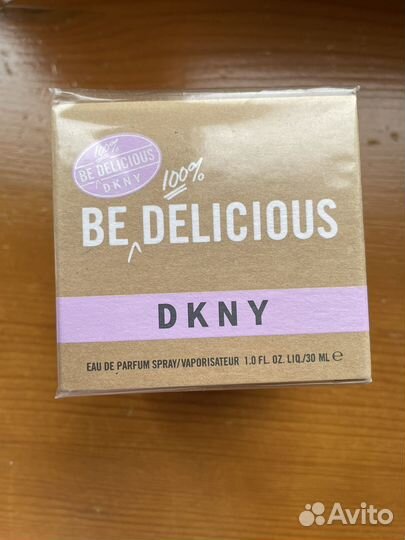 100%
BE DELICIOUS
DKNY
100%
BE DELICIOUS
DKNY
EAU DE PARFUM SPRAY/VAPORISATEUR 1.0 FL. OZ. LIQ./30 ML ℮
Avito